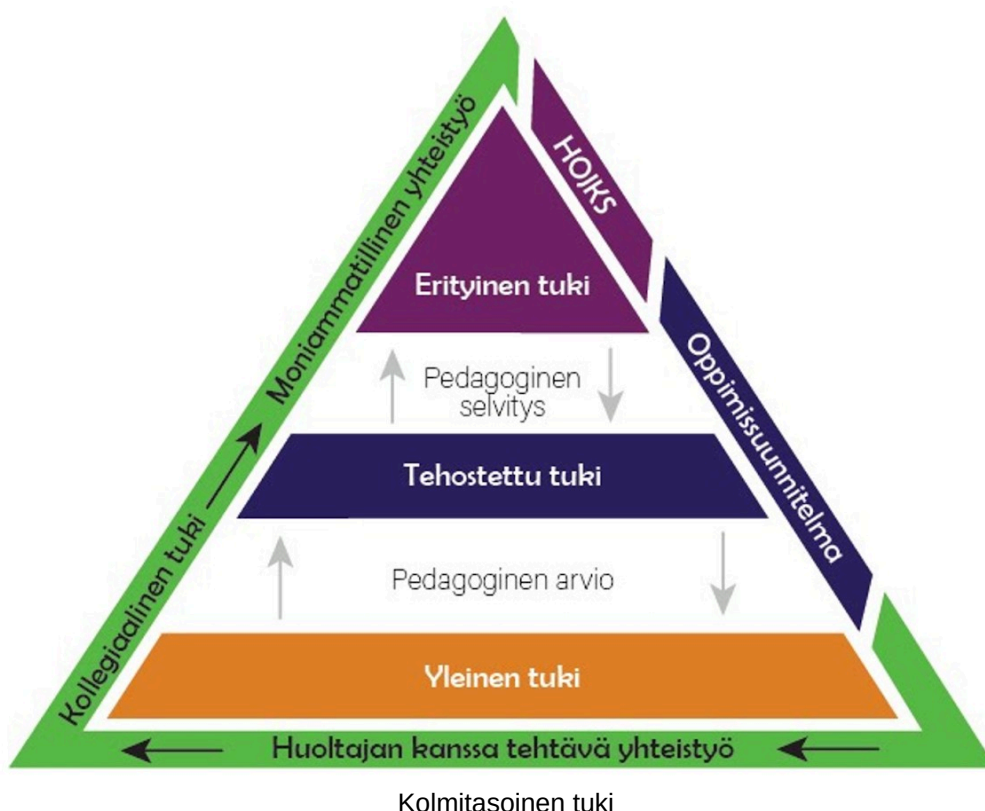 Moniammatillinen yhteistyö
HOJKS
Erityinen tuki
Pedagoginen
selvitys
Oppimissuunnitelma
Tehostettu tuki
Kollegiaalinen tuki
Pedagoginen arvio
Yleinen tuki
Huoltajan kanssa tehtävä yhteistyö
Kolmitasoinen tuki